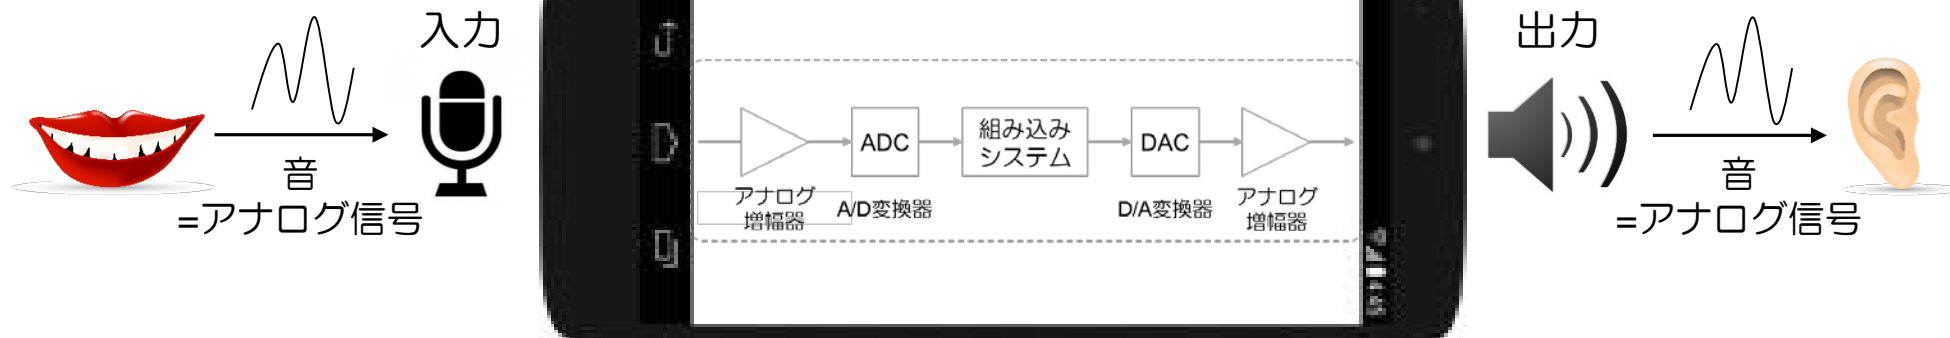 入力
音
=アナログ信号
ADC
組み込み
システム
DAC
アナログ
増幅器
A/D変換器
D/A変換器
アナログ
増幅器
出力
音
=アナログ信号